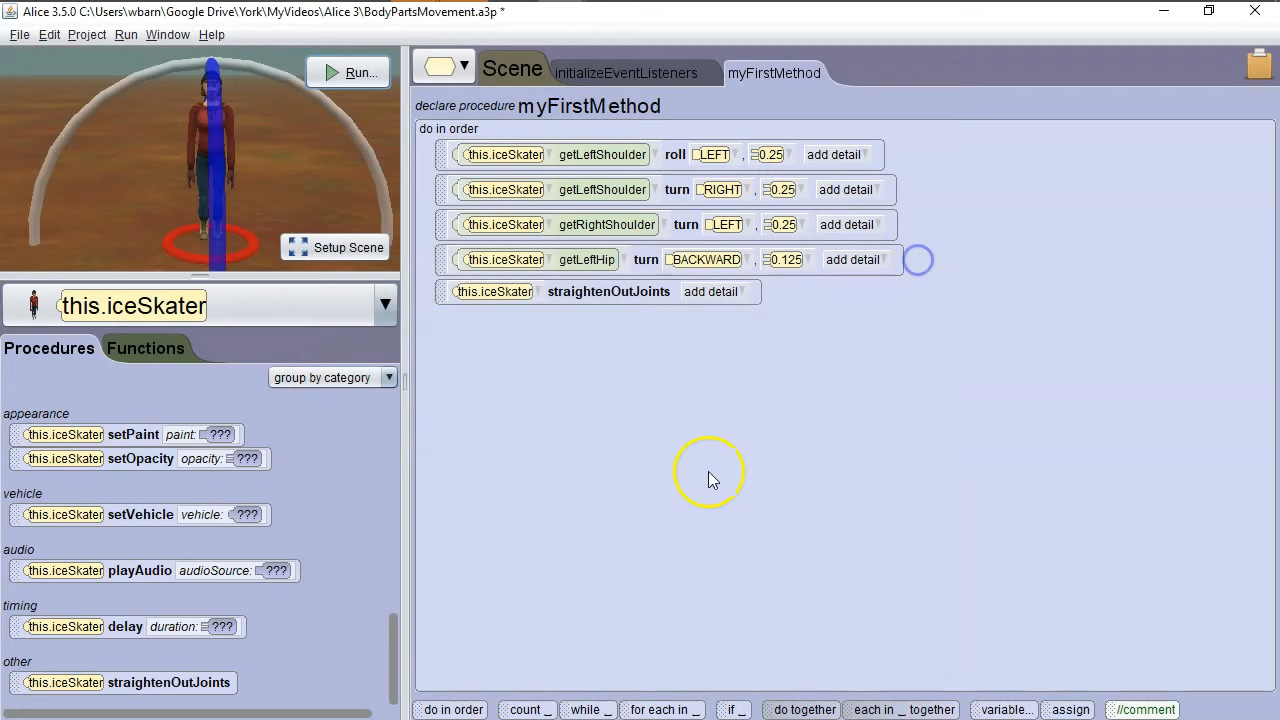 Alice 3.5.0 C:\Users\wbarn\Google Drive\York\MyVideos\Alice 3\BodyPartsMovement.a3p *
File Edit Project Run Window Help
Run...
Setup Scene
this.iceSkater
Procedures Functions
group by category
appearance
this.iceSkater setPaint paint: ???
this.iceSkater setOpacity opacity: ???
vehicle
this.iceSkater setVehicle vehicle: ???
audio
this.iceSkater playAudio audioSource: ???
timing
this.iceSkater delay duration: ???
other
this.iceSkater straightenOutJoints
Scene initializeEventListeners myFirstMethod
declare procedure myFirstMethod
do in order
this.iceSkater getLeftShoulder roll LEFT , 0.25 add detail
this.iceSkater getLeftShoulder turn RIGHT , 0.25 add detail
this.iceSkater getRightShoulder turn LEFT , 0.25 add detail
this.iceSkater getLeftHip turn BACKWARD , 0.125 add detail
this.iceSkater straightenOutJoints add detail
do in order count _ while _ for each in _ if _ do together each in _ together variable... assign //comment